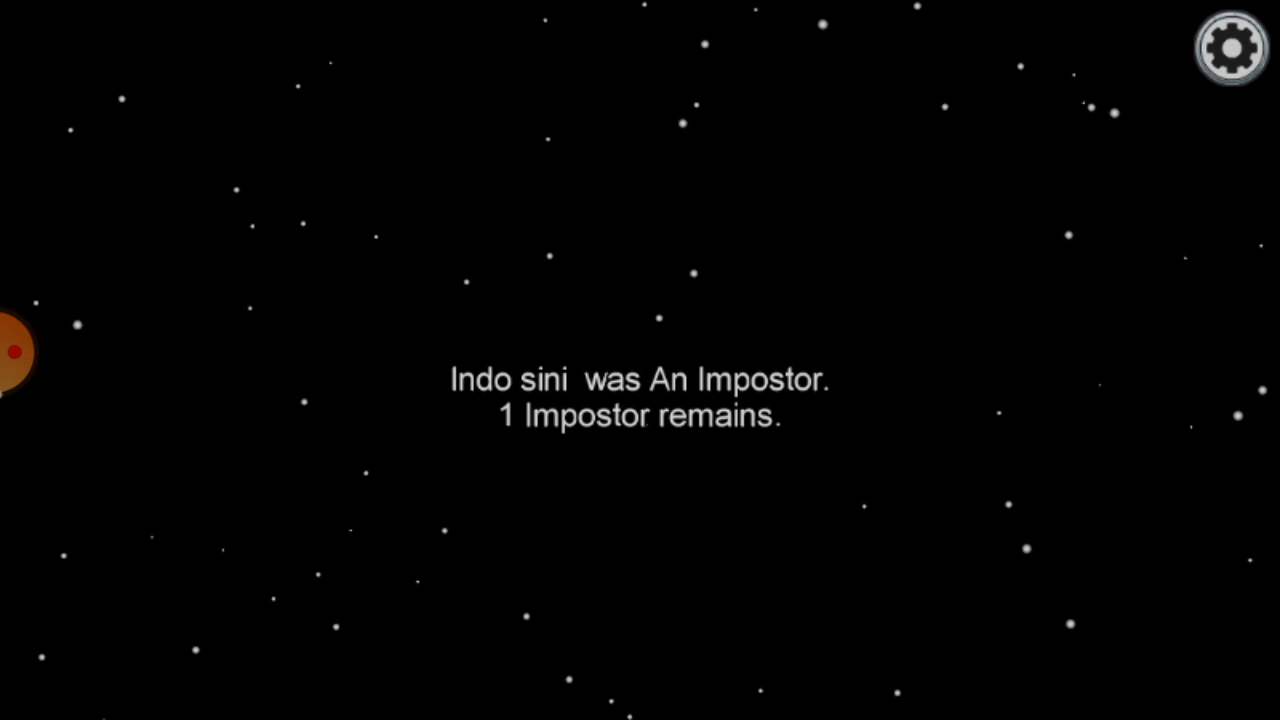 Indo sini  was An Impostor.
1 Impostor remains.